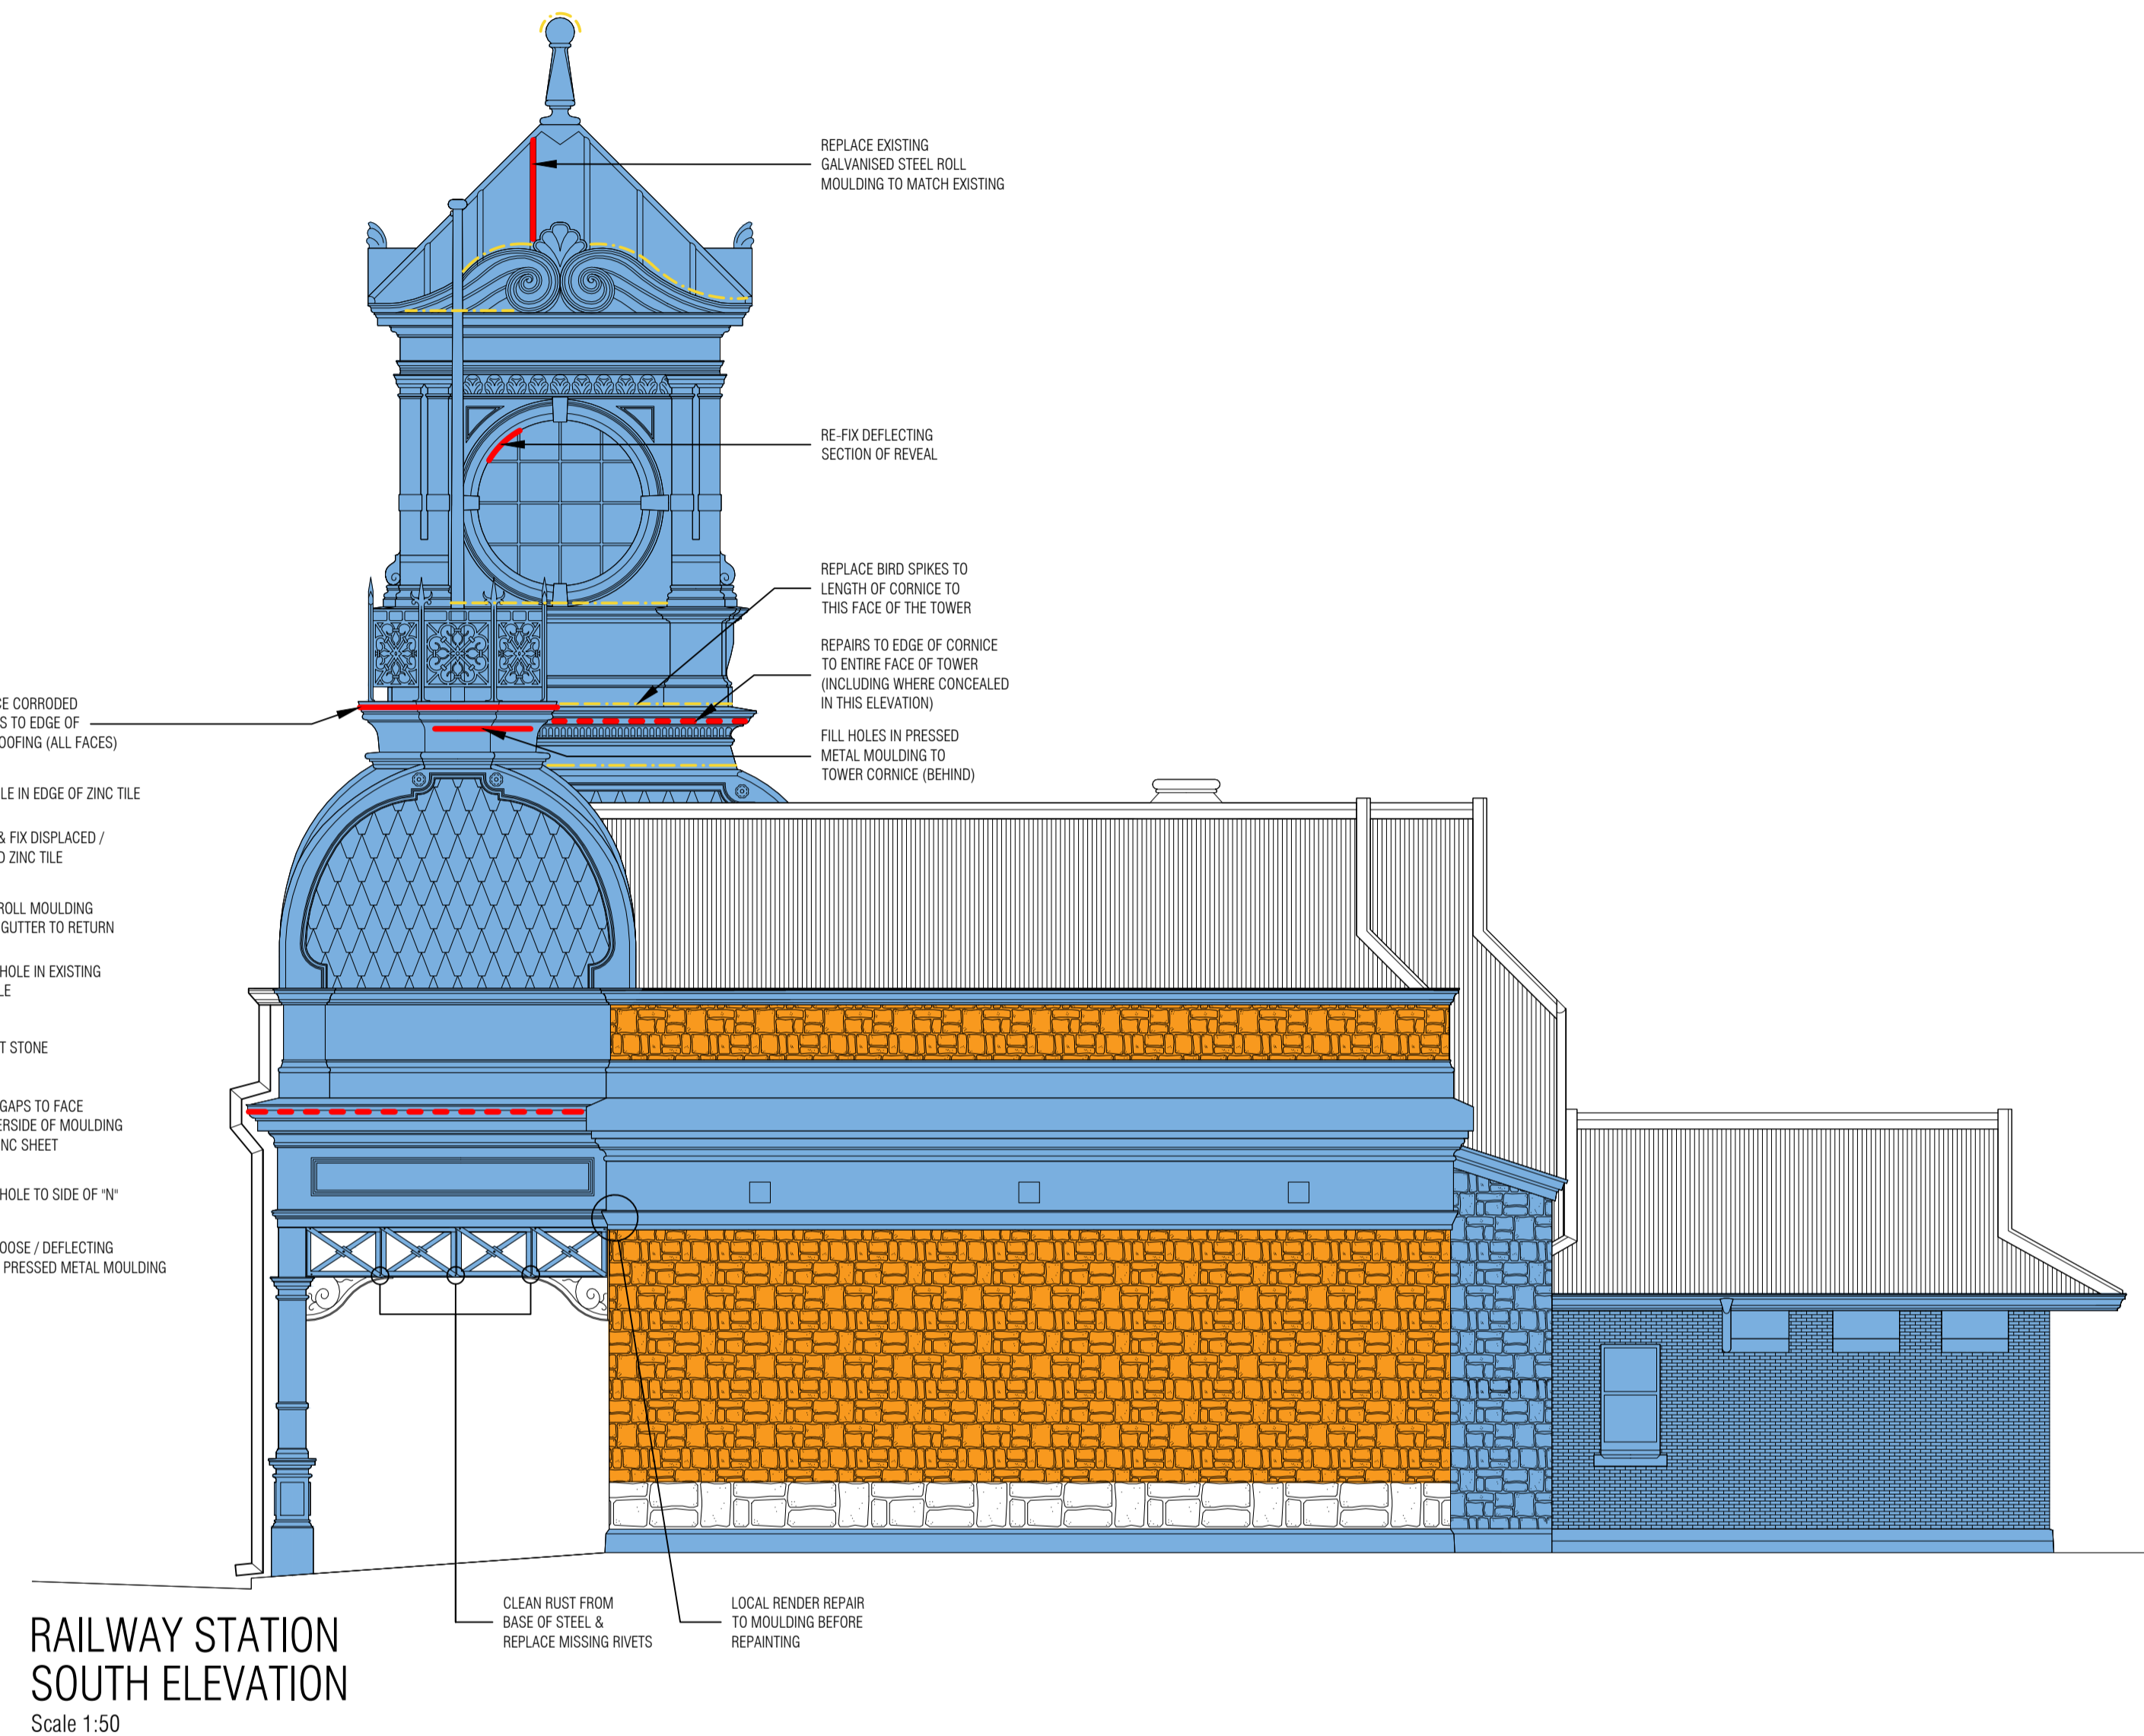 REPLACE EXISTING
GALVANISED STEEL ROLL
MOULDING TO MATCH EXISTING
RE-FIX DEFLECTING
SECTION OF REVEAL
REPLACE BIRD SPIKES TO
LENGTH OF CORNICE TO
THIS FACE OF THE TOWER
REPAIRS TO EDGE OF CORNICE
TO ENTIRE FACE OF TOWER
(INCLUDING WHERE CONCEALED
IN THIS ELEVATION)
FILL HOLES IN PRESSED
METAL MOULDING TO
TOWER CORNICE (BEHIND)
CORRODED
TO EDGE OF
(ALL FACES)
IN EDGE OF ZINC TILE
& FIX DISPLACED /
ZINC TILE
ROLL MOULDING
GUTTER TO RETURN
HOLE IN EXISTING
STONE
GAPS TO FACE
OF MOULDING
SHEET
HOLE TO SIDE OF "N"
/ DEFLECTING
PRESSED METAL MOULDING
CLEAN RUST FROM
BASE OF STEEL &
REPLACE MISSING RIVETS
LOCAL RENDER REPAIR
TO MOULDING BEFORE
REPAINTING
RAILWAY STATION
SOUTH ELEVATION
Scale 1:50